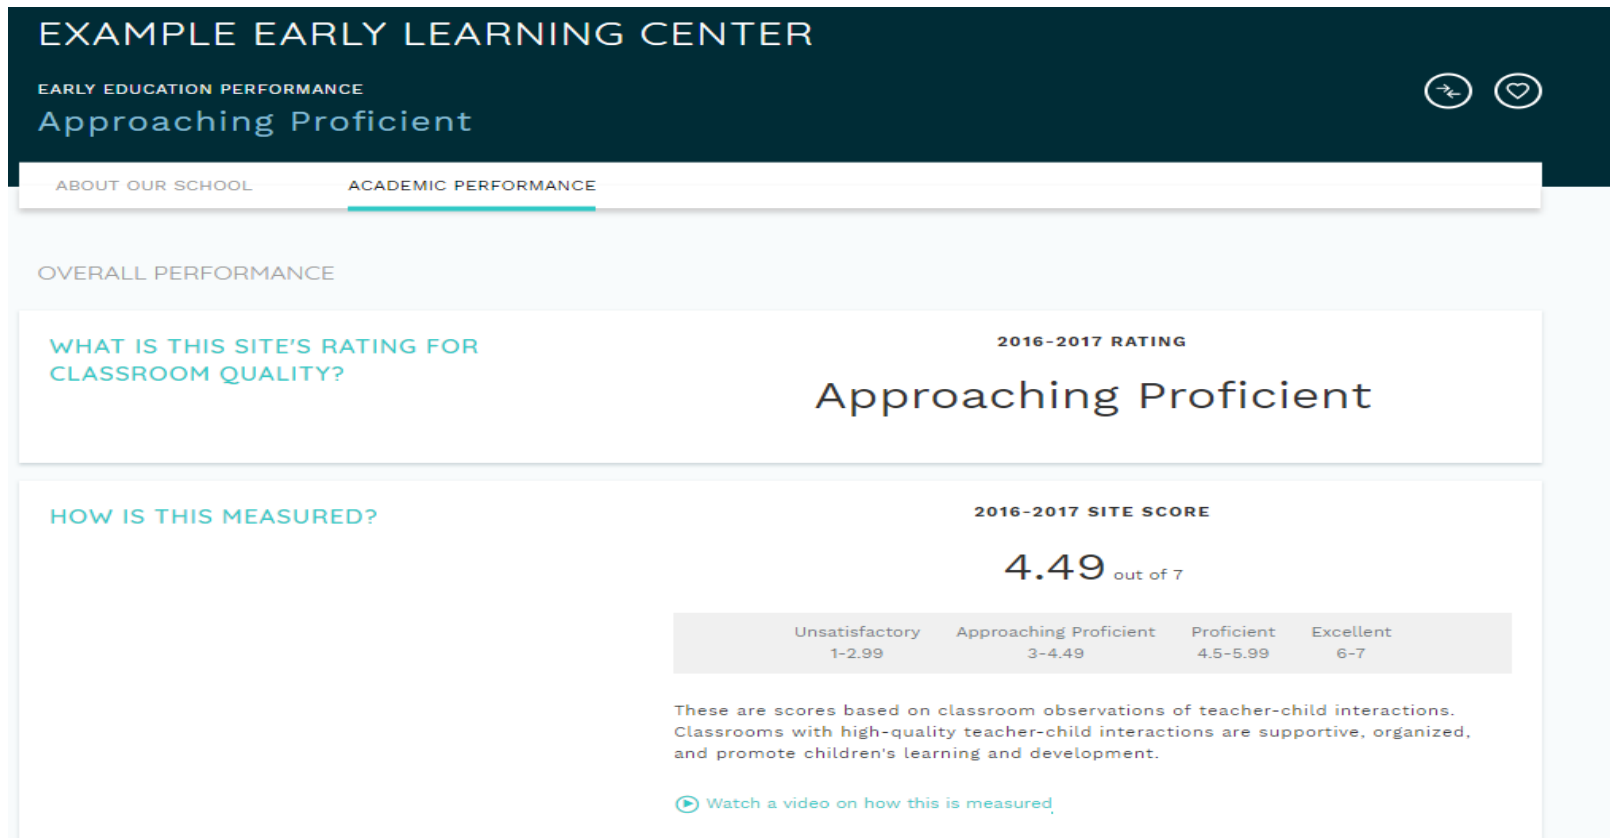 EXAMPLE EARLY LEARNING CENTER
EARLY EDUCATION PERFORMANCE
Approaching Proficient
ABOUT OUR SCHOOL ACADEMIC PERFORMANCE
OVERALL PERFORMANCE
WHAT IS THIS SITE'S RATING FOR
CLASSROOM QUALITY?
2016-2017 RATING
Approaching Proficient
HOW IS THIS MEASURED?
2016-2017 SITE SCORE
4.49 out of 7
Unsatisfactory Approaching Proficient Proficient Excellent
1-2.99 3-4.49 4.5-5.99 6-7
These are scores based on classroom observations of teacher-child interactions.
Classrooms with high-quality teacher-child interactions are supportive, organized,
and promote children's learning and development.
Watch a video on how this is measured